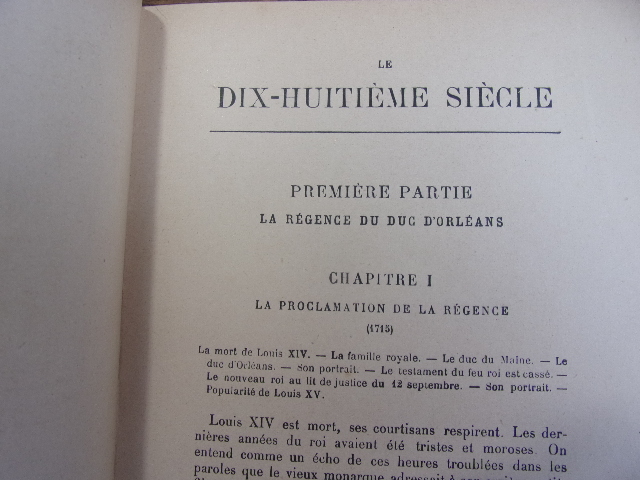 LE
DIX-HUITIÈME SIÈCLE
PREMIÈRE PARTIE
LA RÉGENCE DU DUC D'ORLÉANS
CHAPITRE I
LA PROCLAMATION DE LA RÉGENCE
(1715)
La mort de Louis XIV. — La famille royale. — Le duc du Maine. — Le
duc d'Orléans. — Son portrait. — Le testament du feu roi est cassé. —
Le nouveau roi au lit de justice du 12 septembre. — Son portrait. —
Popularité de Louis XV.
Louis XIV est mort, ses courtisans respirent. Les der-
nières années du roi avaient été tristes et moroses. On
entend comme un écho de ces heures troublées dans les
paroles que le vieux monarque adressait à son